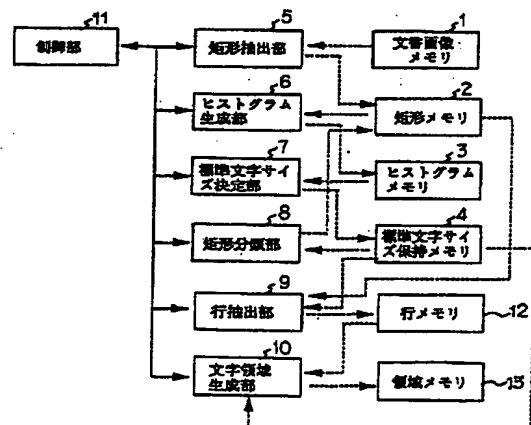 11
制御部
5
矩形抽出部
1
文書画像
メモリ
6
ヒストグラム
生成部
2
矩形メモリ
7
標準文字サイ
ズ決定部
3
ヒストグラム
メモリ
8
矩形分類部
4
標準文字サイ
ズ保持メモリ
9
行抽出部
行メモリ
12
10
文字領域
生成部
領域メモリ
13